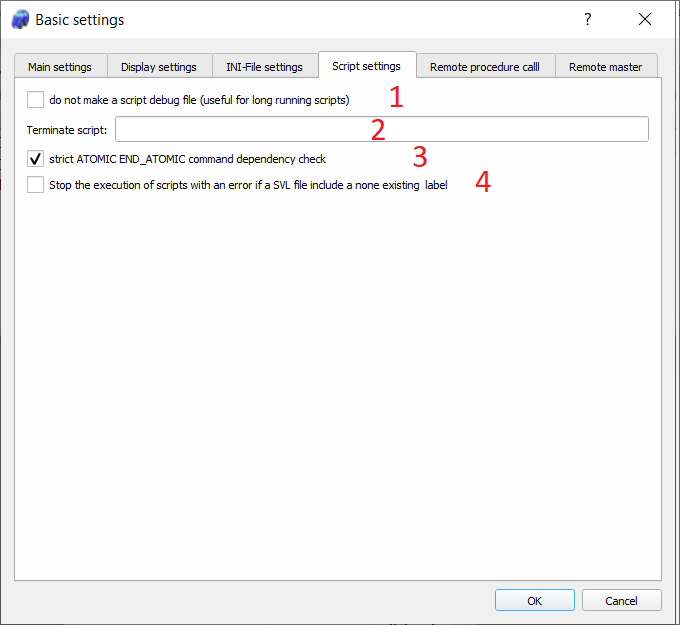 Basic settings ?
Main settings Display settings INI-File settings Script settings Remote procedure calll Remote master
do not make a script debug file (useful for long running scripts) 1
Terminate script: 2
strict ATOMIC END_ATOMIC command dependency check 3
Stop the execution of scripts with an error if a SVL file include a none existing label 4
OK Cancel